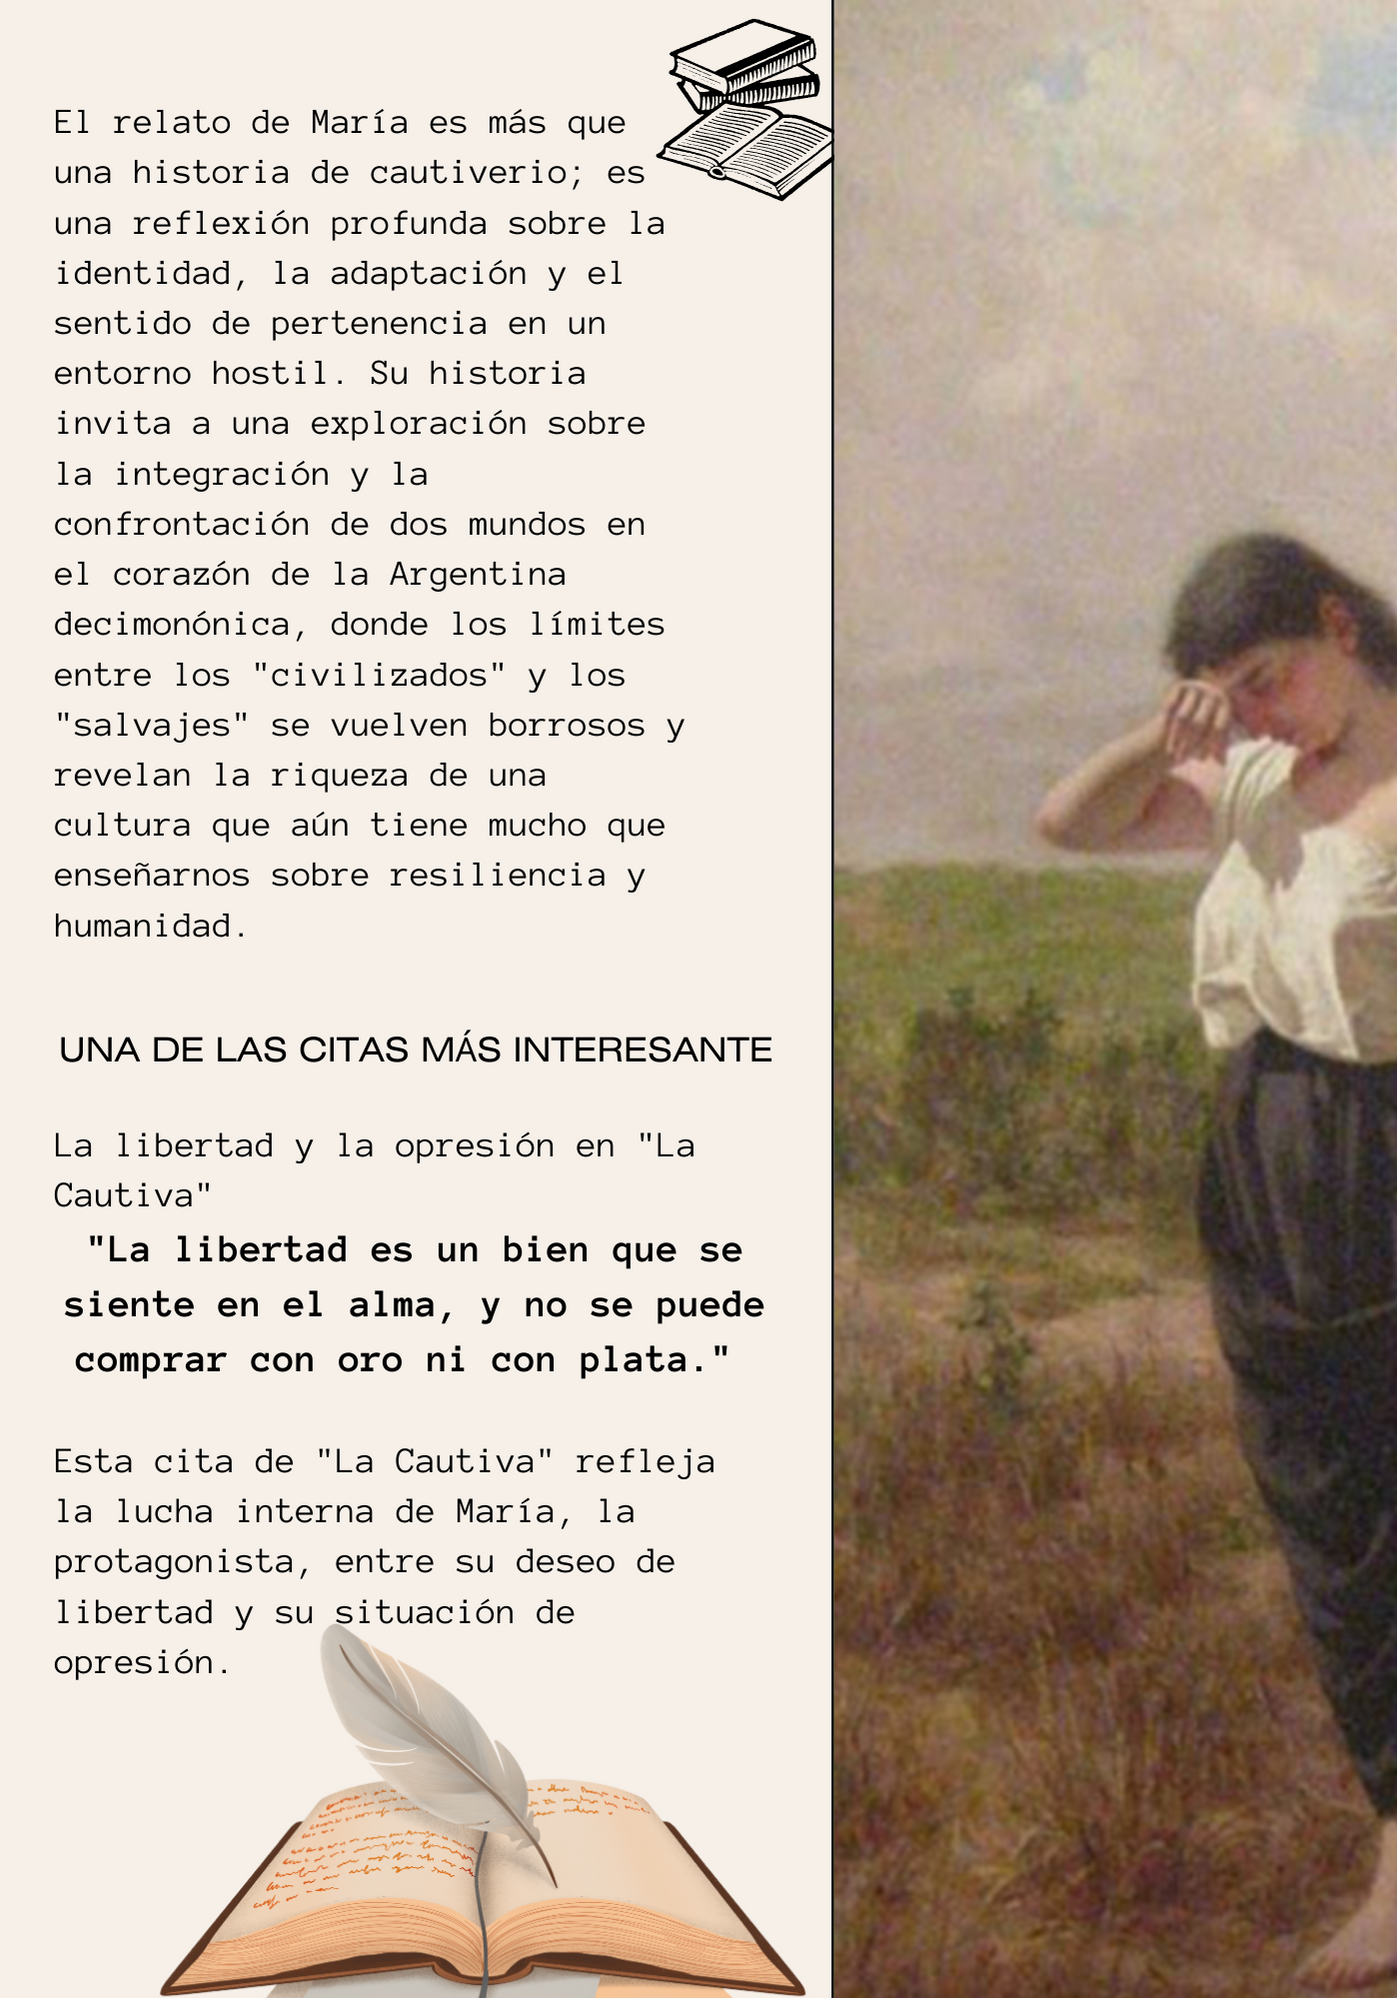 El relato de María es más que
una historia de cautiverio; es
una reflexión profunda sobre la
identidad, la adaptación y el
sentido de pertenencia en un
entorno hostil. Su historia
invita a una exploración sobre
la integración y la
confrontación de dos mundos en
el corazón de la Argentina
decimonónica, donde los límites
entre los "civilizados" y los
"salvajes" se vuelven borrosos y
revelan la riqueza de una
cultura que aún tiene mucho que
enseñarnos sobre resiliencia y
humanidad.
UNA DE LAS CITAS MÁS INTERESANTE
La libertad y la opresión en "La
Cautiva"
"La libertad es un bien que se
siente en el alma, y no se puede
comprar con oro ni con plata."
Esta cita de "La Cautiva" refleja
la lucha interna de María, la
protagonista, entre su deseo de
libertad y su situación de
opresión.